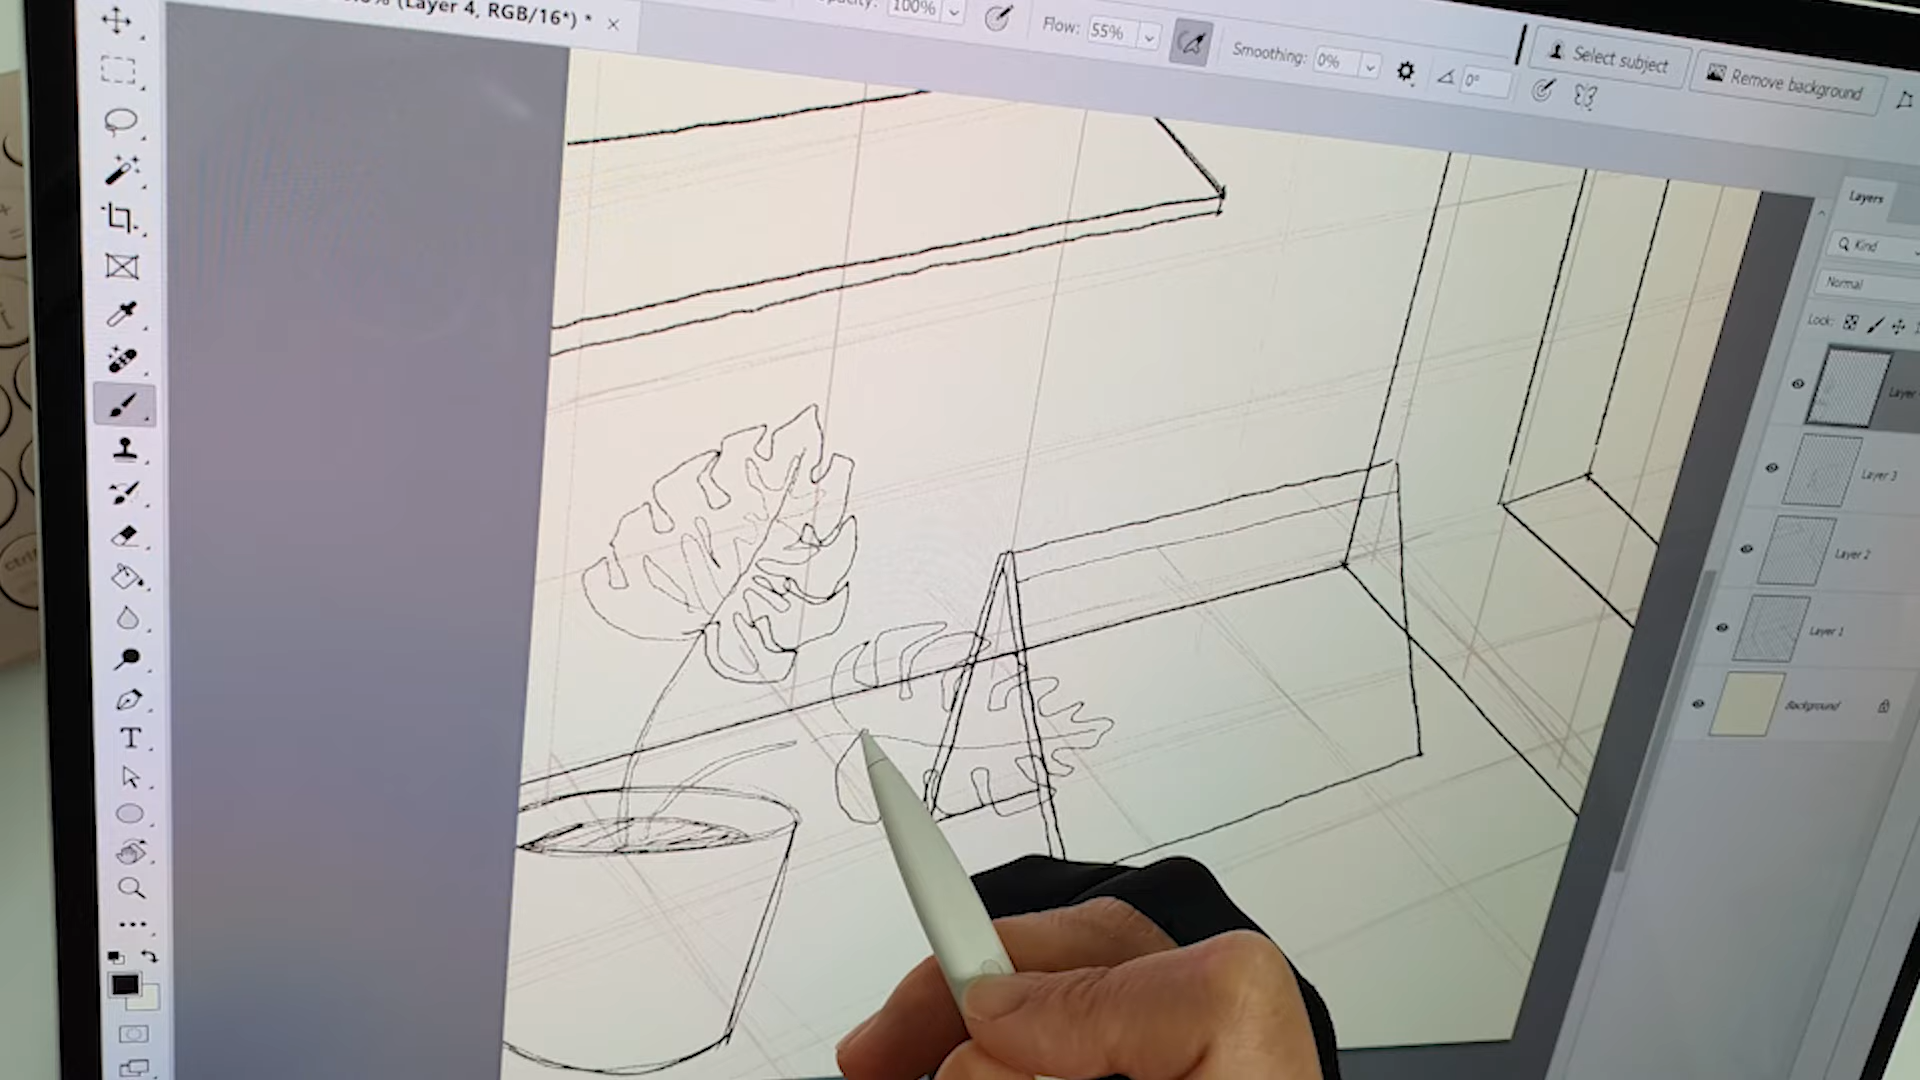 (Layer 4, RGB/16*) *
100%
Flow: 55%
Smoothing: 0%
0°
Select subject
Remove background
Layers
Kind
Normal
Lock:
Layer
Layer 3
Layer 2
Layer 1
Background
T
ctrl